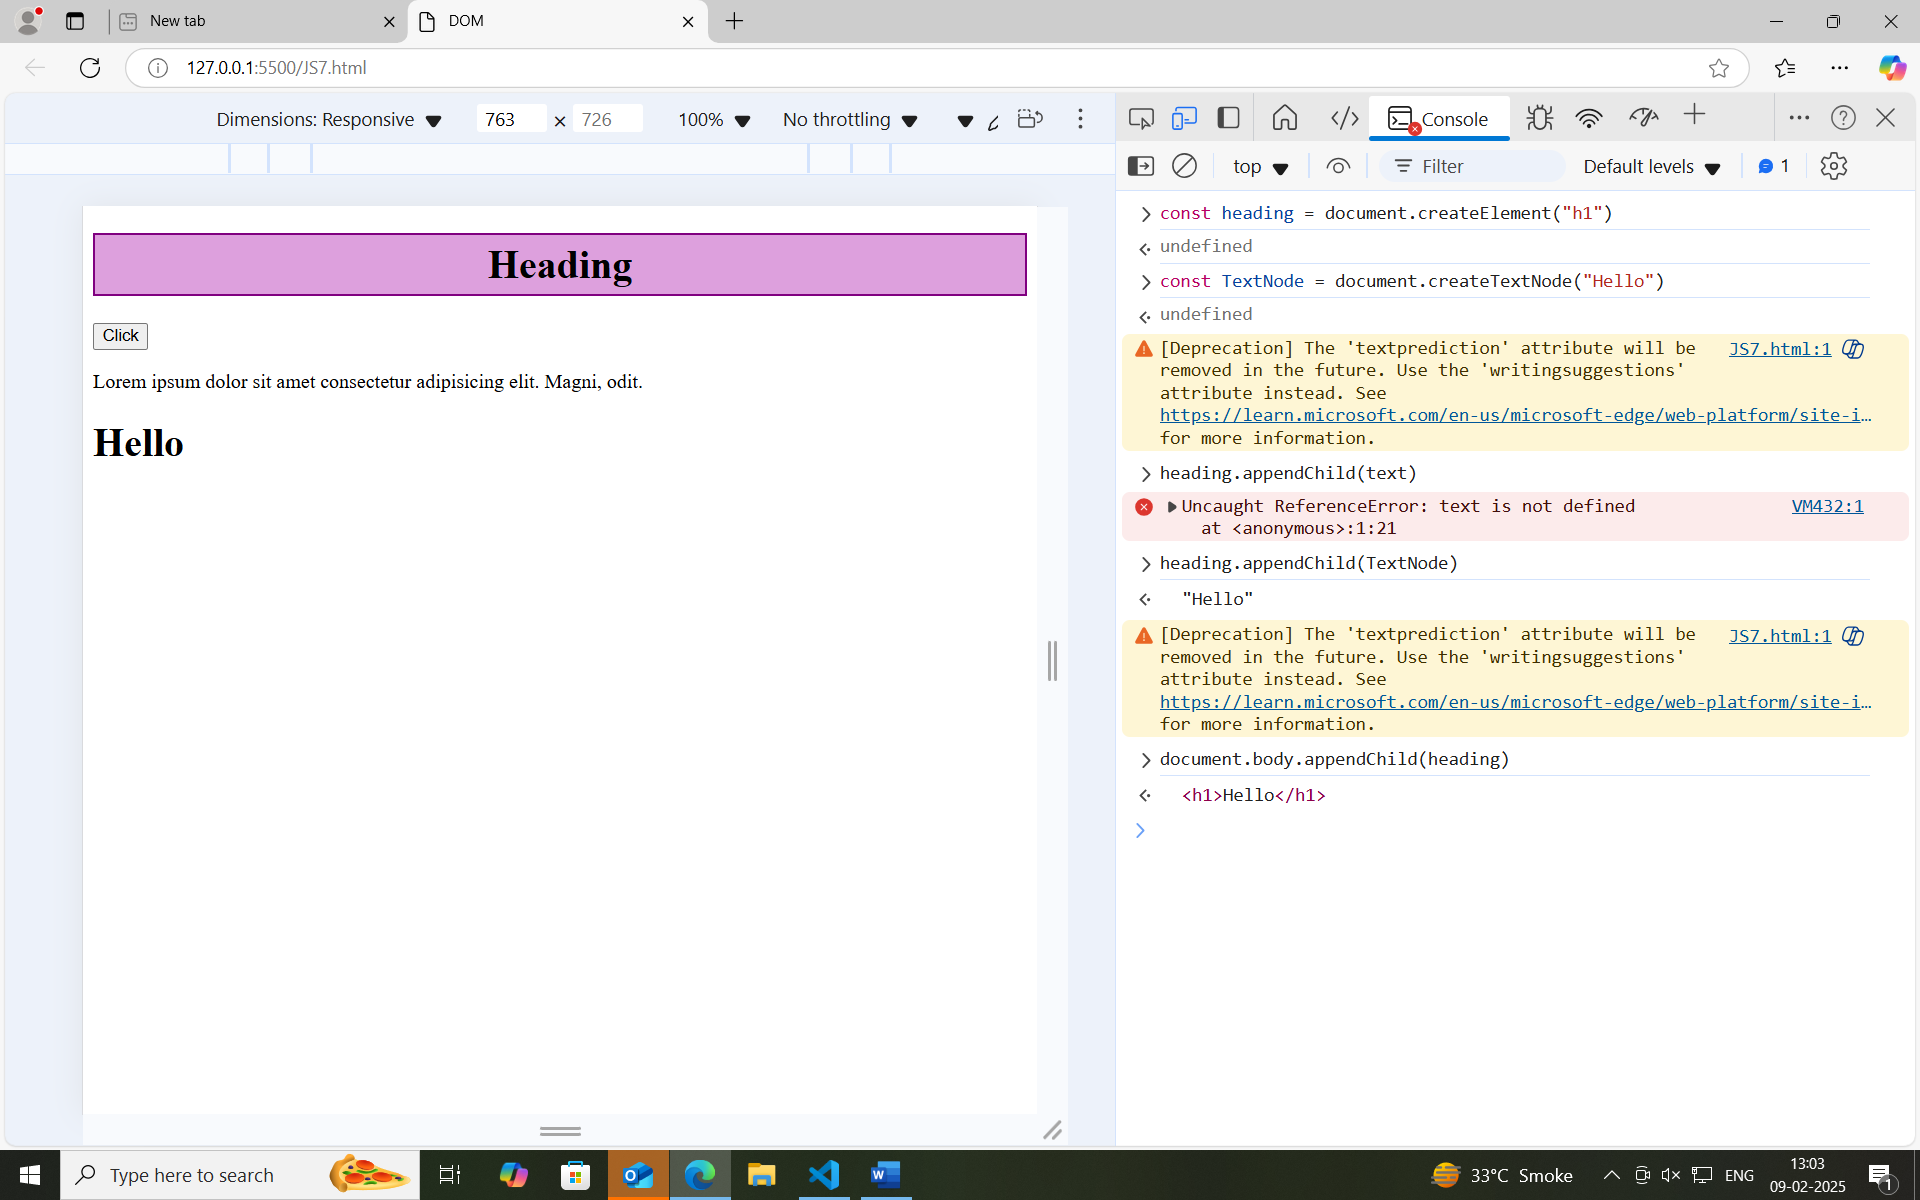 New tab
DOM
127.0.0.1:5500/JS7.html
Dimensions: Responsive 763 × 726 100% No throttling
Console
top Filter Default levels 1
Heading
Click
Lorem ipsum dolor sit amet consectetur adipisicing elit. Magni, odit.
Hello
const heading = document.createElement("h1")
undefined
const TextNode = document.createTextNode("Hello")
undefined
[Deprecation] The 'textprediction' attribute will be JS7.html:1
removed in the future. Use the 'writingsuggestions'
attribute instead. See
https://learn.microsoft.com/en-us/microsoft-edge/web-platform/site-i…
for more information.
heading.appendChild(text)
Uncaught ReferenceError: text is not defined VM432:1
at <anonymous>:1:21
heading.appendChild(TextNode)
"Hello"
[Deprecation] The 'textprediction' attribute will be JS7.html:1
removed in the future. Use the 'writingsuggestions'
attribute instead. See
https://learn.microsoft.com/en-us/microsoft-edge/web-platform/site-i…
for more information.
document.body.appendChild(heading)
<h1>Hello</h1>
Type here to search
33°C Smoke
ENG
13:03
09-02-2025
1